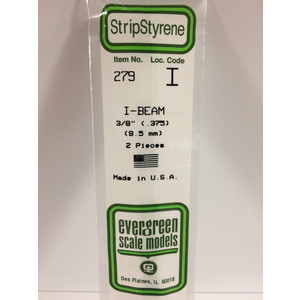 StripStyrene
Item No. Loc. Code
279 I
I-BEAM
3/8" (.375)
(9.5 mm)
2 Pieces
Made in U.S.A.
evergreen
scale models
Des Plaines, IL 60018